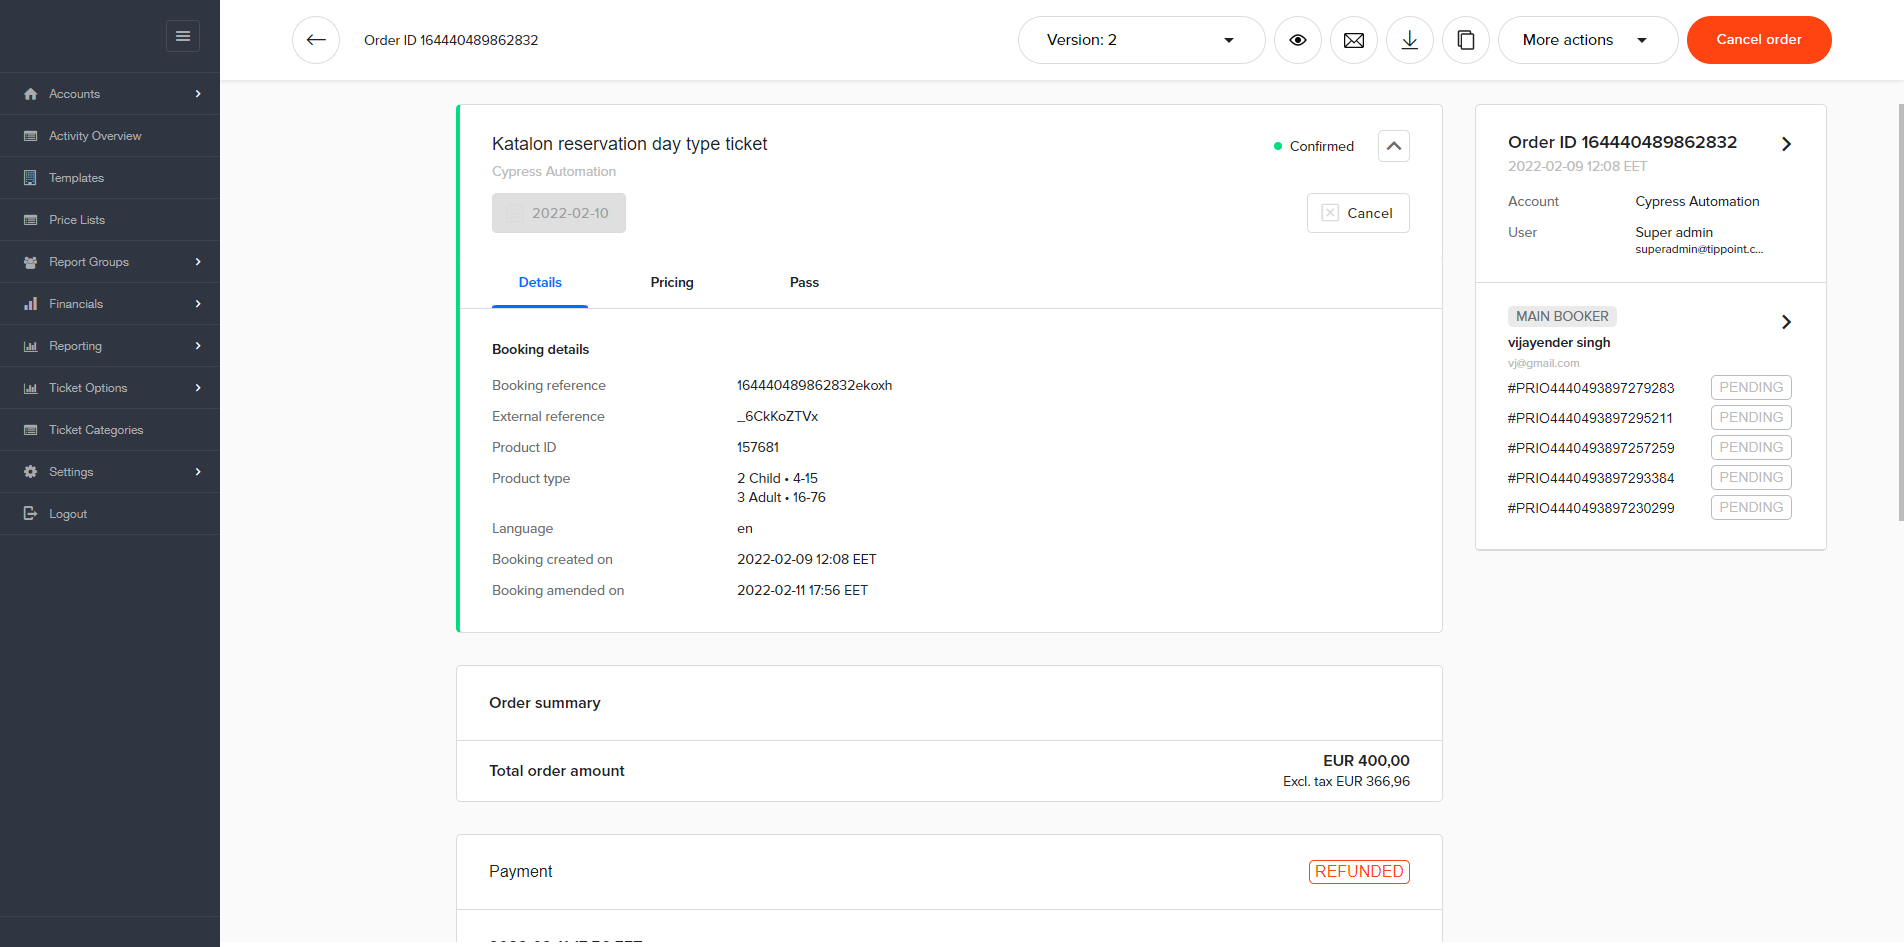 Order ID 164440489862832
Version: 2
More actions
Cancel order
Accounts
Activity Overview
Templates
Price Lists
Report Groups
Financials
Reporting
Ticket Options
Ticket Categories
Settings
Logout
Katalon reservation day type ticket
Confirmed
Cypress Automation
2022-02-10
Cancel
Details
Pricing
Pass
Booking details
Booking reference 164440489862832ekoxh
External reference _6CkKoZTVx
Product ID 157681
Product type 2 Child • 4-15
3 Adult • 16-76
Language en
Booking created on 2022-02-09 12:08 EET
Booking amended on 2022-02-11 17:56 EET
Order summary
Total order amount EUR 400,00
Excl. tax EUR 366,96
Payment REFUNDED
Order ID 164440489862832
2022-02-09 12:08 EET
Account Cypress Automation
User Super admin
superadmin@tippoint.c...
MAIN BOOKER
vijayender singh
vj@gmail.com
#PRIO4440493897279283 PENDING
#PRIO4440493897295211 PENDING
#PRIO4440493897257259 PENDING
#PRIO4440493897293384 PENDING
#PRIO4440493897230299 PENDING